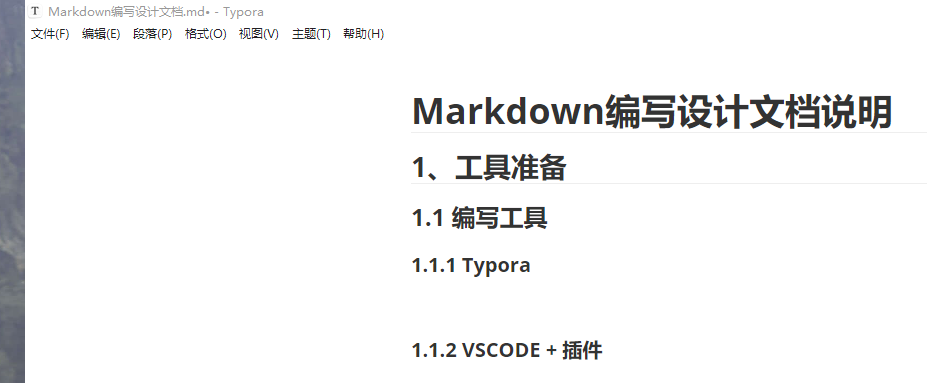 Markdown编写设计文档.md• - Typora
文件(F) 编辑(E) 段落(P) 格式(O) 视图(V) 主题(T) 帮助(H)
Markdown编写设计文档说明
1、工具准备
1.1 编写工具
1.1.1 Typora
1.1.2 VSCODE + 插件